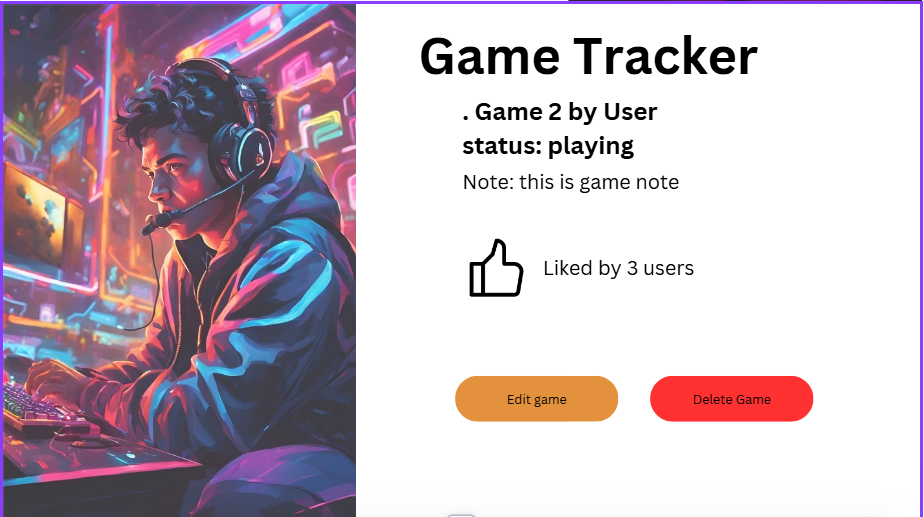 Game Tracker
. Game 2 by User
status: playing
Note: this is game note
Liked by 3 users
Edit game
Delete Game